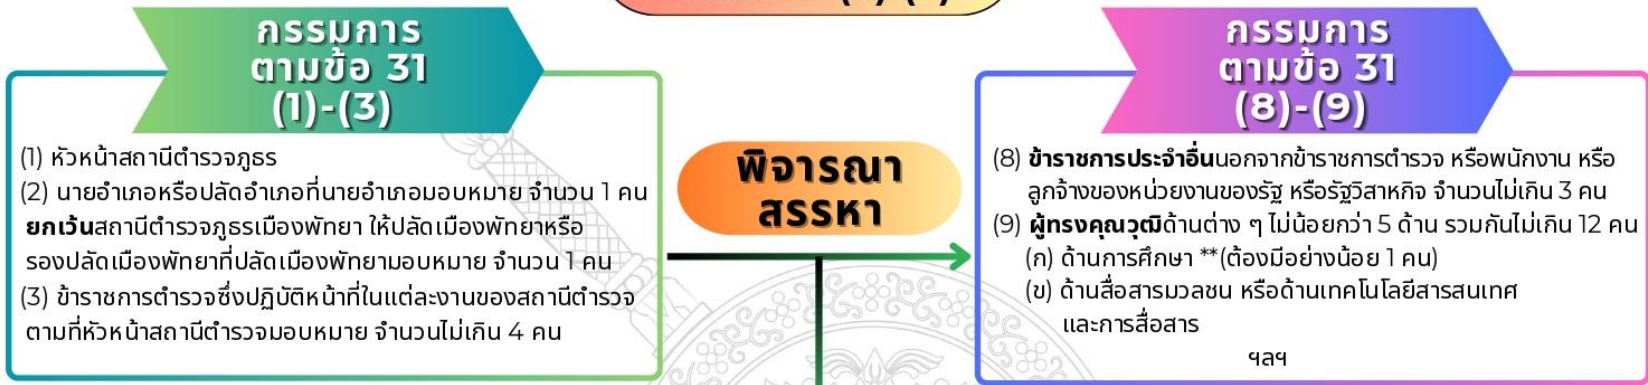 กรรมการ
ตามข้อ 31
(1)-(3)
(1) หัวหน้าสถานีตำรวจภูธร
(2) นายอำเภอหรือปลัดอำเภอที่นายอำเภอมอบหมาย จำนวน 1 คน
ยกเว้นสถานีตำรวจภูธรเมืองพัทยา ให้ปลัดเมืองพัทยาหรือ
รองปลัดเมืองพัทยาที่ปลัดเมืองพัทยามอบหมาย จำนวน 1 คน
(3) ข้าราชการตำรวจซึ่งปฏิบัติหน้าที่ในแต่ละงานของสถานีตำรวจ
ตามที่หัวหน้าสถานีตำรวจมอบหมาย จำนวนไม่เกิน 4 คน
พิจารณา
สรรหา
กรรมการ
ตามข้อ 31
(8)-(9)
(8) ข้าราชการประจำอื่นนอกจากข้าราชการตำรวจ หรือพนักงาน หรือ
ลูกจ้างของหน่วยงานของรัฐ หรือรัฐวิสาหกิจ จำนวนไม่เกิน 3 คน
(9) ผู้ทรงคุณวุฒิด้านต่าง ๆ ไม่น้อยกว่า 5 ด้าน รวมกันไม่เกิน 12 คน
(ก) ด้านการศึกษา **(ต้องมีอย่างน้อย 1 คน)
(ข) ด้านสื่อสารมวลชน หรือด้านเทคโนโลยีสารสนเทศ
และการสื่อสาร
ฯลฯ